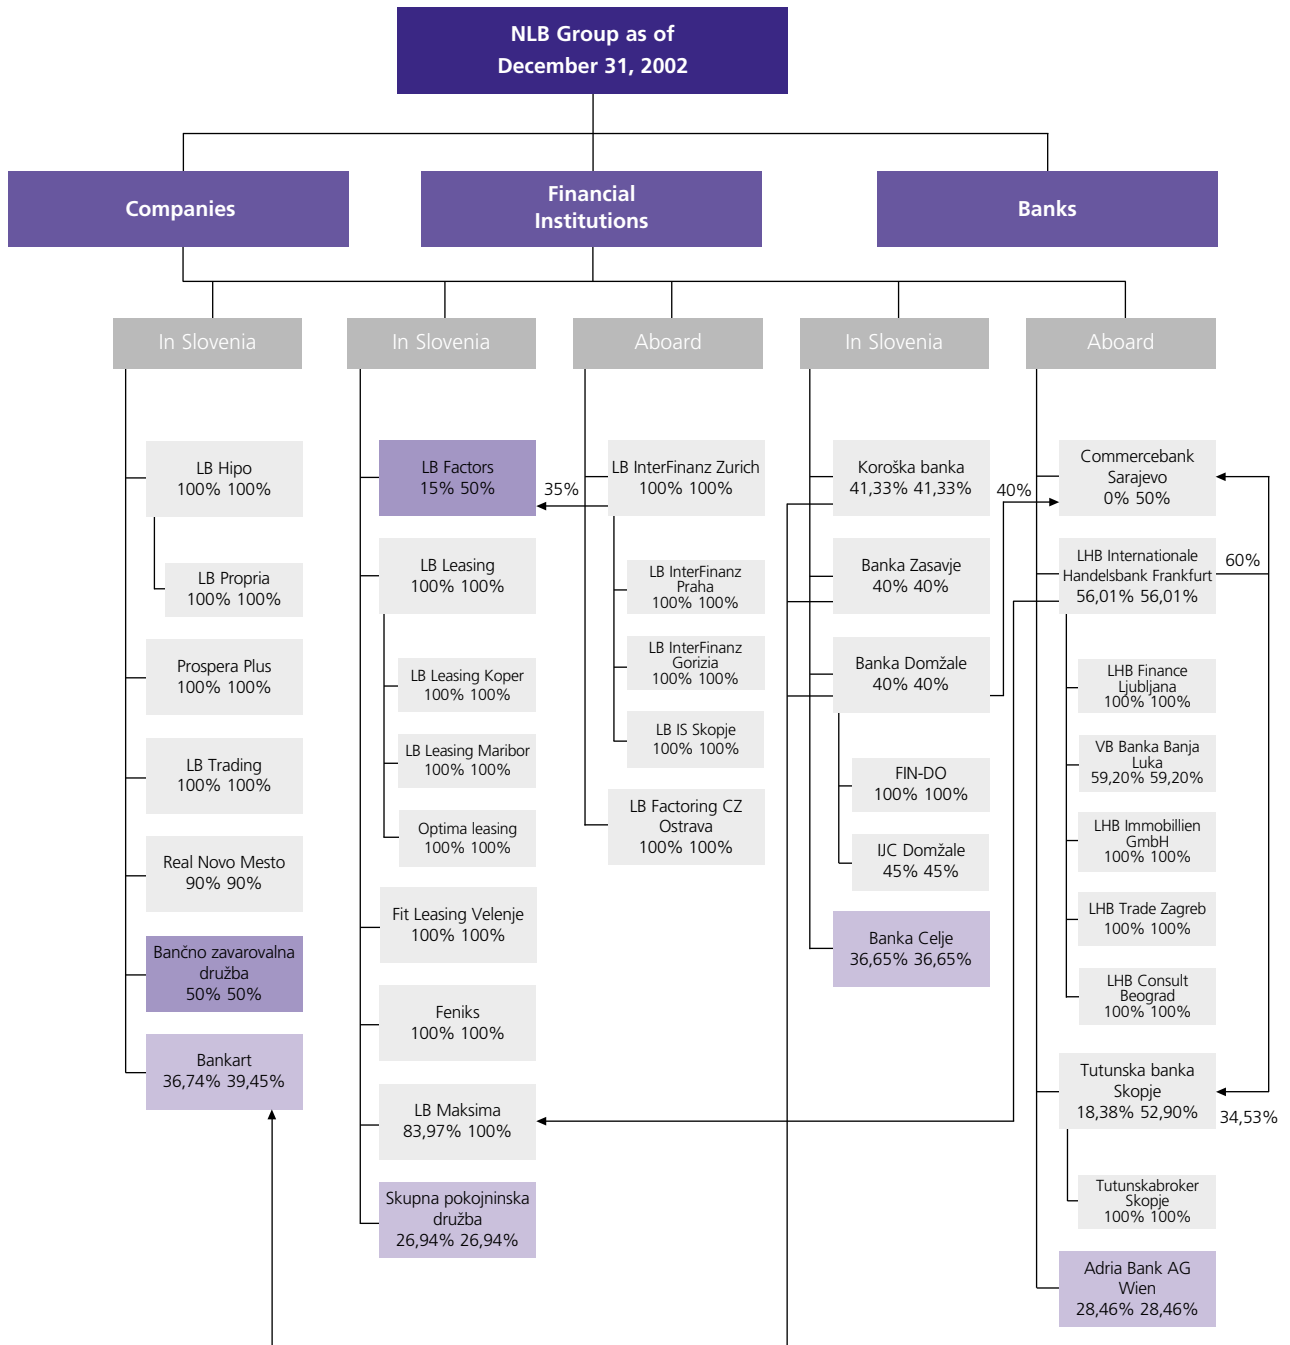 NLB Group as of
December 31, 2002
Companies
Financial
Institutions
Banks
In Slovenia
In Slovenia
Aboard
In Slovenia
Aboard
LB Hipo
100% 100%
LB Propria
100% 100%
Prospera Plus
100% 100%
LB Trading
100% 100%
Real Novo Mesto
90% 90%
Bančno zavarovalna
družba
50% 50%
Bankart
36,74% 39,45%
LB Factors
15% 50%
35%
LB Leasing
100% 100%
LB Leasing Koper
100% 100%
LB Leasing Maribor
100% 100%
Optima leasing
100% 100%
Fit Leasing Velenje
100% 100%
Feniks
100% 100%
LB Maksima
83,97% 100%
Skupna pokojninska
družba
26,94% 26,94%
LB InterFinanz Zurich
100% 100%
LB InterFinanz
Praha
100% 100%
LB InterFinanz
Gorizia
100% 100%
LB IS Skopje
100% 100%
LB Factoring CZ
Ostrava
100% 100%
Koroška banka
41,33% 41,33%
40%
Banka Zasavje
40% 40%
Banka Domžale
40% 40%
FIN-DO
100% 100%
IJC Domžale
45% 45%
Banka Celje
36,65% 36,65%
Commercebank
Sarajevo
0% 50%
LHB Internationale
Handelsbank Frankfurt
56,01% 56,01%
60%
LHB Finance
Ljubljana
100% 100%
VB Banka Banja
Luka
59,20% 59,20%
LHB Immobillien
GmbH
100% 100%
LHB Trade Zagreb
100% 100%
LHB Consult
Beograd
100% 100%
Tutunska banka
Skopje
18,38% 52,90%
34,53%
Tutunskabroker
Skopje
100% 100%
Adria Bank AG
Wien
28,46% 28,46%